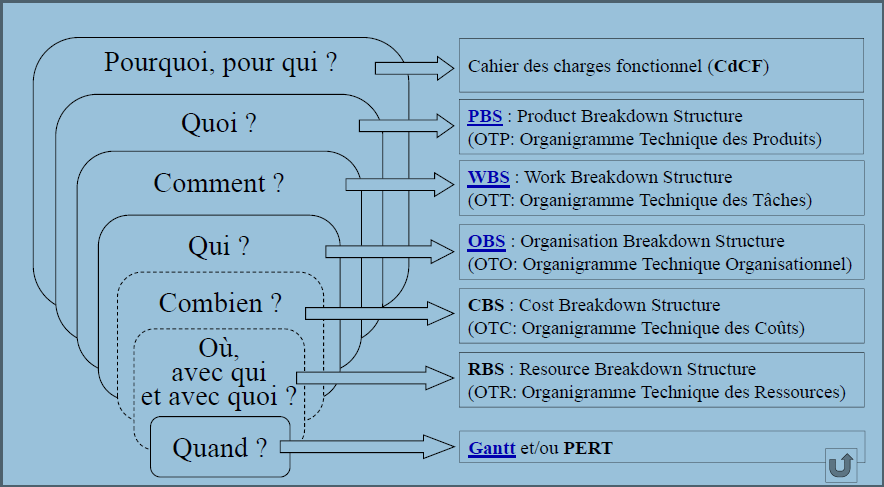 Pourquoi, pour qui ?
Cahier des charges fonctionnel (CdCF)
Quoi ?
PBS : Product Breakdown Structure
(OTP: Organigramme Technique des Produits)
Comment ?
WBS : Work Breakdown Structure
(OTT: Organigramme Technique des Tâches)
Qui ?
OBS : Organisation Breakdown Structure
(OTO: Organigramme Technique Organisationnel)
Combien ?
CBS : Cost Breakdown Structure
(OTC: Organigramme Technique des Coûts)
Où,
avec qui
et avec quoi ?
RBS : Resource Breakdown Structure
(OTR: Organigramme Technique des Ressources)
Quand ?
Gantt et/ou PERT